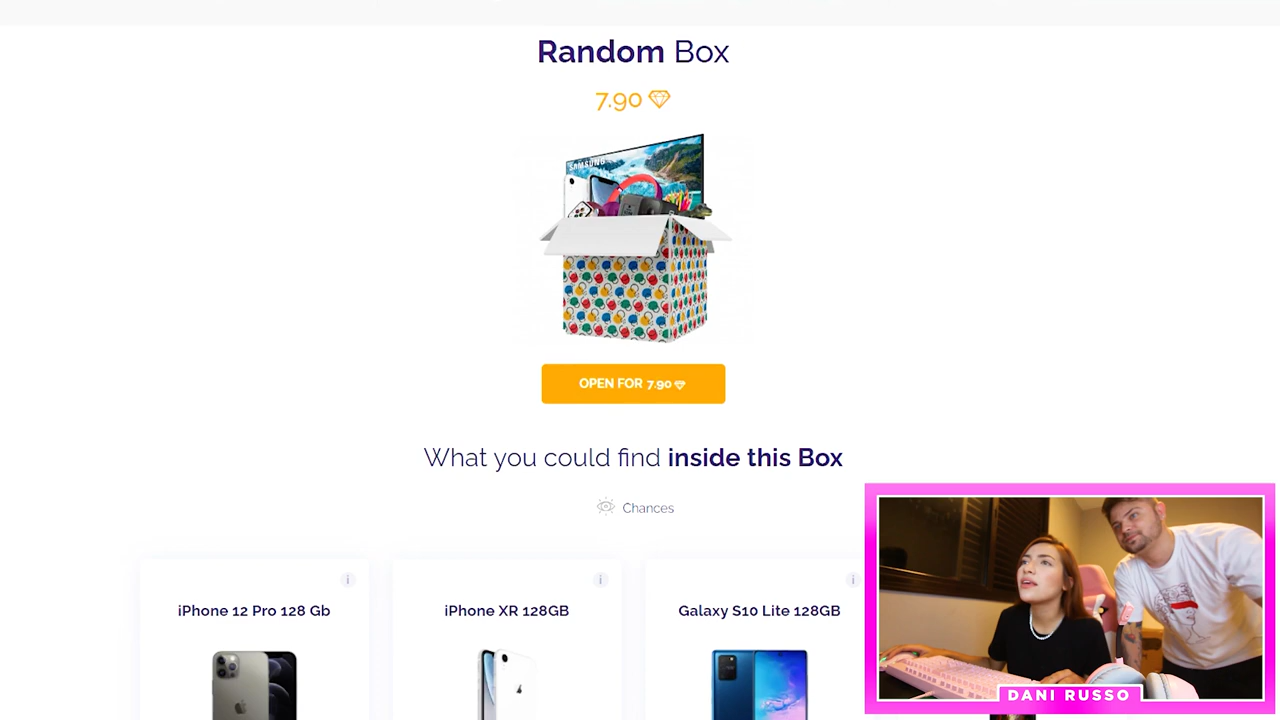 Random Box
7.90
SAMSUNG
OPEN FOR 7.90
What you could find inside this Box
Chances
i
i
i
iPhone 12 Pro 128 Gb
iPhone XR 128GB
Galaxy S10 Lite 128GB
DANI RUSSO